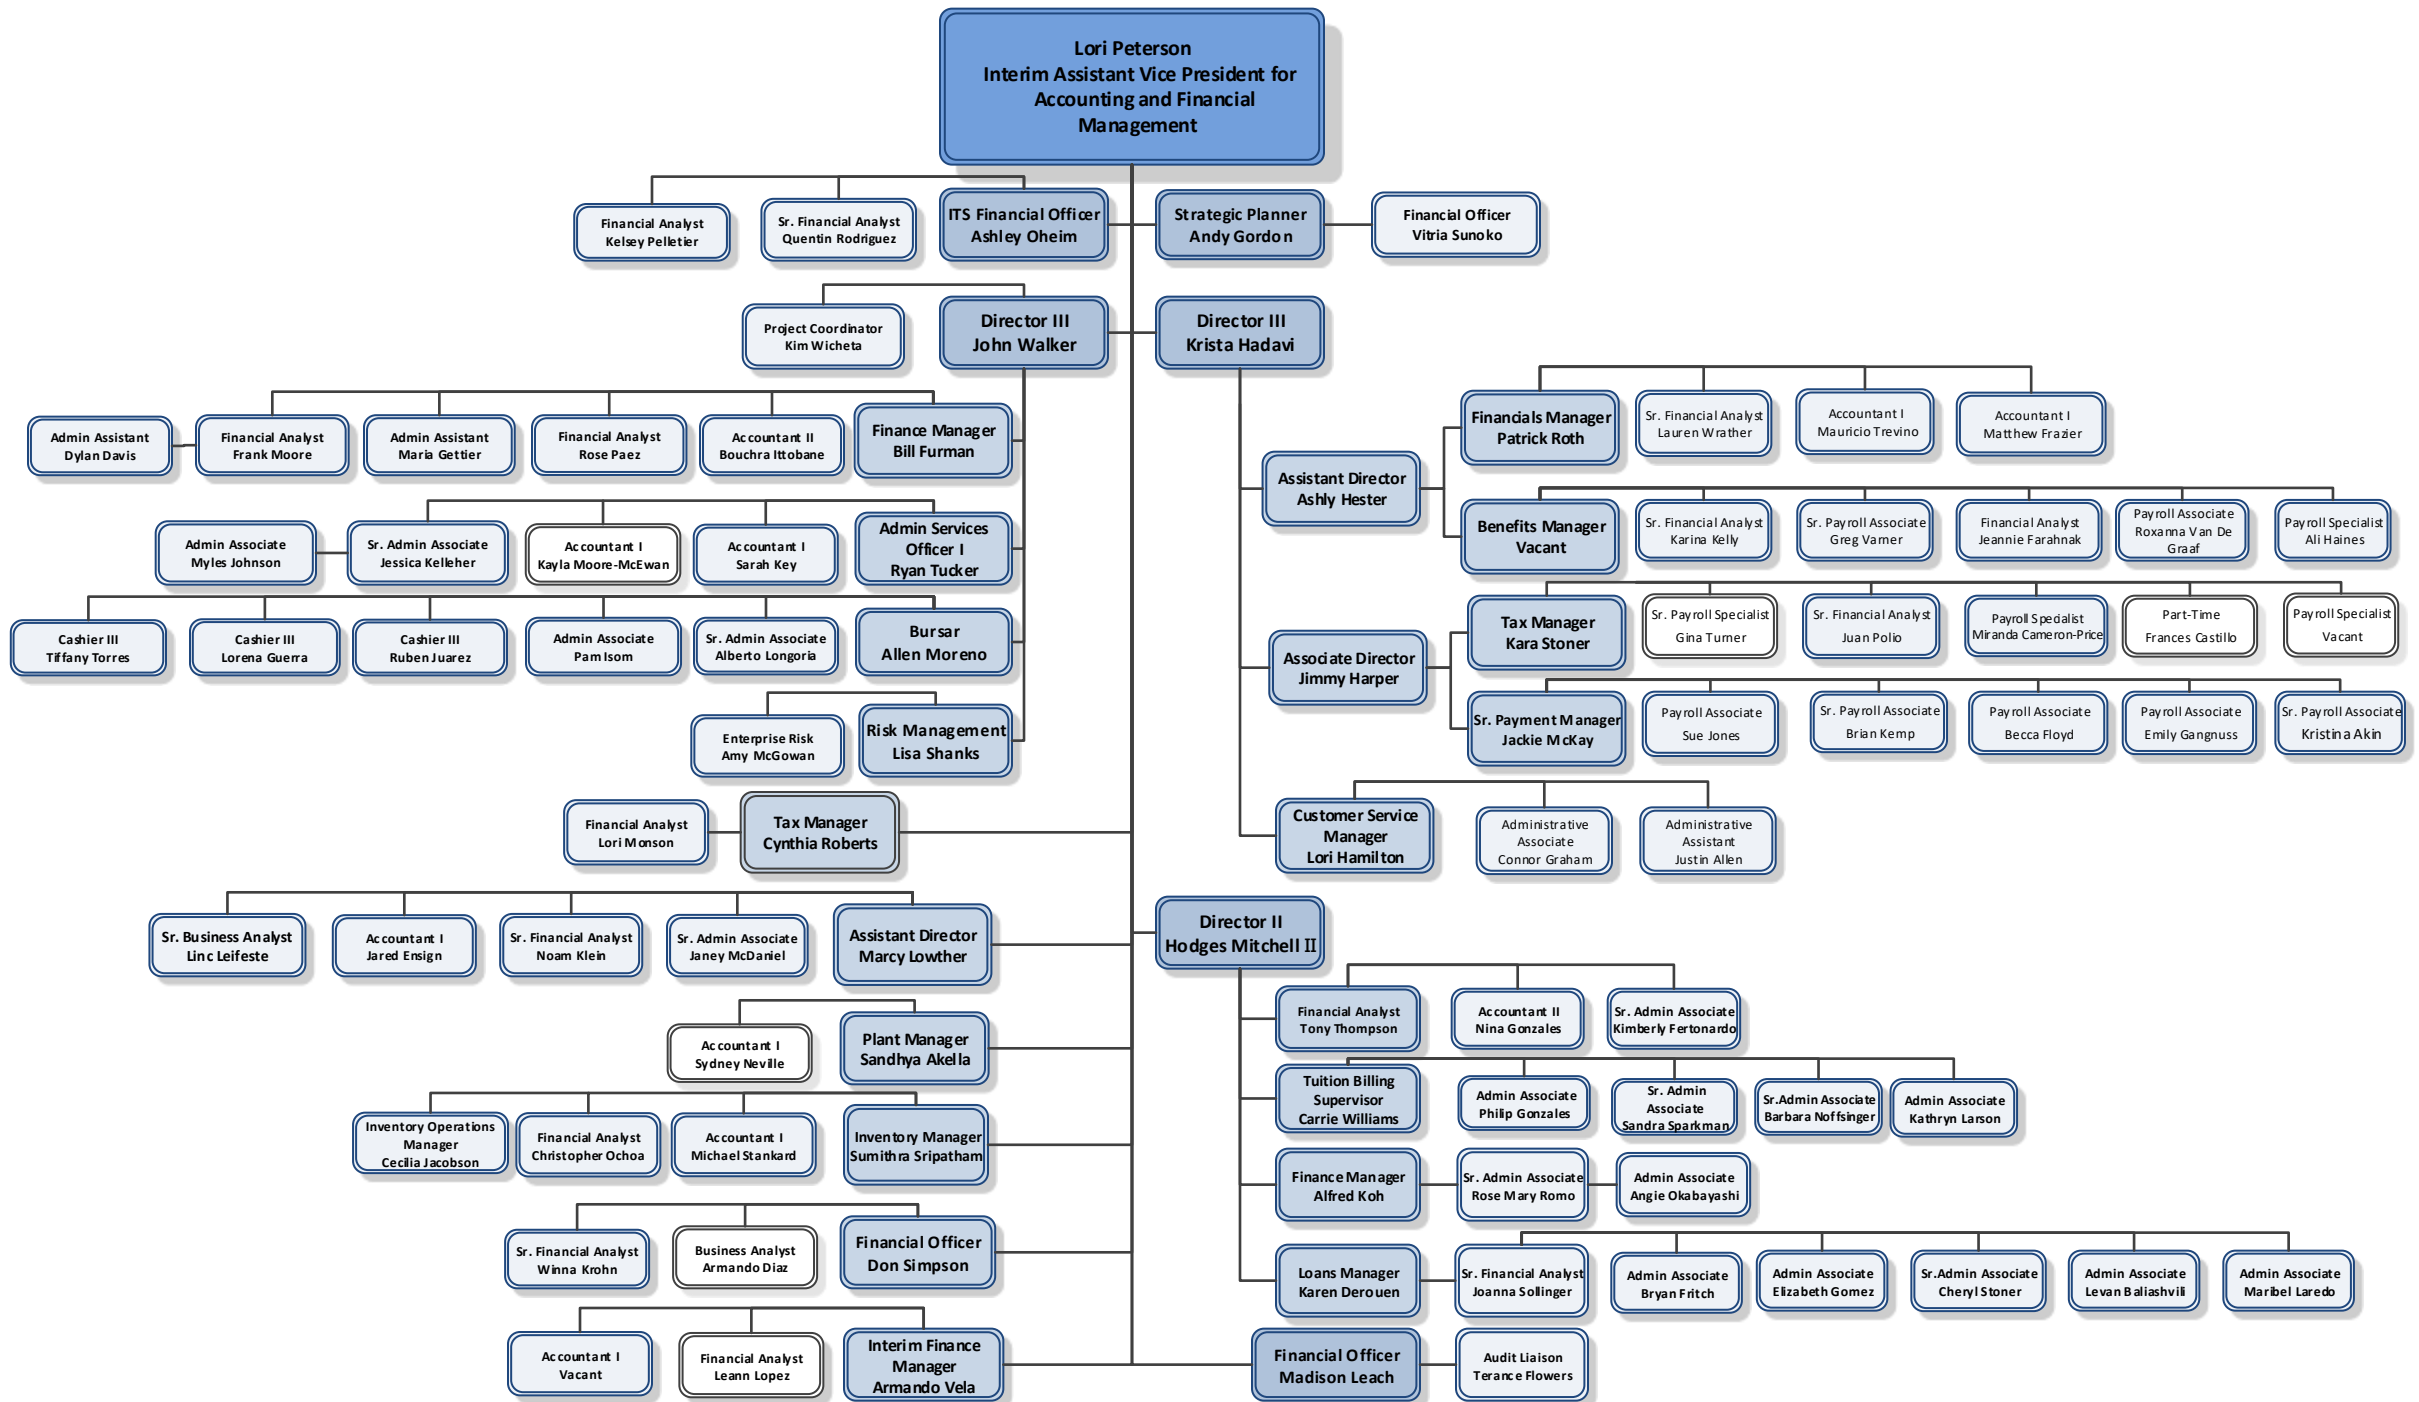 Lori Peterson
Interim Assistant Vice President for
Accounting and Financial
Management
Financial Analyst
Kelsey Pelletier
Sr. Financial Analyst
Quentin Rodriguez
ITS Financial Officer
Ashley Oheim
Strategic Planner
Andy Gordon
Financial Officer
Vitria Sunoko
Project Coordinator
Kim Wicheta
Director III
John Walker
Director III
Krista Hadavi
Admin Assistant
Dylan Davis
Financial Analyst
Frank Moore
Admin Assistant
Maria Gettier
Financial Analyst
Rose Paez
Accountant II
Bouchra Ittobane
Finance Manager
Bill Furman
Admin Associate
Myles Johnson
Sr. Admin Associate
Jessica Kelleher
Accountant I
Kayla Moore-McEwan
Accountant I
Sarah Key
Admin Services
Officer I
Ryan Tucker
Cashier III
Tiffany Torres
Cashier III
Lorena Guerra
Cashier III
Ruben Juarez
Admin Associate
Pam Isom
Sr. Admin Associate
Alberto Longoria
Bursar
Allen Moreno
Enterprise Risk
Amy McGowan
Risk Management
Lisa Shanks
Assistant Director
Ashly Hester
Financials Manager
Patrick Roth
Sr. Financial Analyst
Lauren Wrather
Accountant I
Mauricio Trevino
Accountant I
Matthew Frazier
Benefits Manager
Vacant
Sr. Financial Analyst
Karina Kelly
Sr. Payroll Associate
Greg Varner
Financial Analyst
Jeannie Farahnak
Payroll Associate
Roxanna Van De
Graaf
Payroll Specialist
Ali Haines
Associate Director
Jimmy Harper
Tax Manager
Kara Stoner
Sr. Payroll Specialist
Gina Turner
Sr. Financial Analyst
Juan Polio
Payroll Specialist
Miranda Cameron-Price
Part-Time
Frances Castillo
Payroll Specialist
Vacant
Sr. Payment Manager
Jackie McKay
Payroll Associate
Sue Jones
Sr. Payroll Associate
Brian Kemp
Payroll Associate
Becca Floyd
Payroll Associate
Emily Gangnuss
Sr. Payroll Associate
Kristina Akin
Customer Service
Manager
Lori Hamilton
Administrative
Associate
Connor Graham
Administrative
Assistant
Justin Allen
Financial Analyst
Lori Monson
Tax Manager
Cynthia Roberts
Sr. Business Analyst
Linc Leifeste
Accountant I
Jared Ensign
Sr. Financial Analyst
Noam Klein
Sr. Admin Associate
Janey McDaniel
Assistant Director
Marcy Lowther
Accountant I
Sydney Neville
Plant Manager
Sandhya Akella
Inventory Operations
Manager
Cecilia Jacobson
Financial Analyst
Christopher Ochoa
Accountant I
Michael Stankard
Inventory Manager
Sumithra Sripatham
Sr. Financial Analyst
Winna Krohn
Business Analyst
Armando Diaz
Financial Officer
Don Simpson
Accountant I
Vacant
Financial Analyst
Leann Lopez
Interim Finance
Manager
Armando Vela
Director II
Hodges Mitchell II
Financial Analyst
Tony Thompson
Accountant II
Nina Gonzales
Sr. Admin Associate
Kimberly Fertonardo
Tuition Billing
Supervisor
Carrie Williams
Admin Associate
Philip Gonzales
Sr. Admin
Associate
Sandra Sparkman
Sr.Admin Associate
Barbara Noffsinger
Admin Associate
Kathryn Larson
Finance Manager
Alfred Koh
Sr. Admin Associate
Rose Mary Romo
Admin Associate
Angie Okabayashi
Loans Manager
Karen Derouen
Sr. Financial Analyst
Joanna Sollinger
Admin Associate
Bryan Fritch
Admin Associate
Elizabeth Gomez
Sr.Admin Associate
Cheryl Stoner
Admin Associate
Levan Baliashvili
Admin Associate
Maribel Laredo
Financial Officer
Madison Leach
Audit Liaison
Terance Flowers